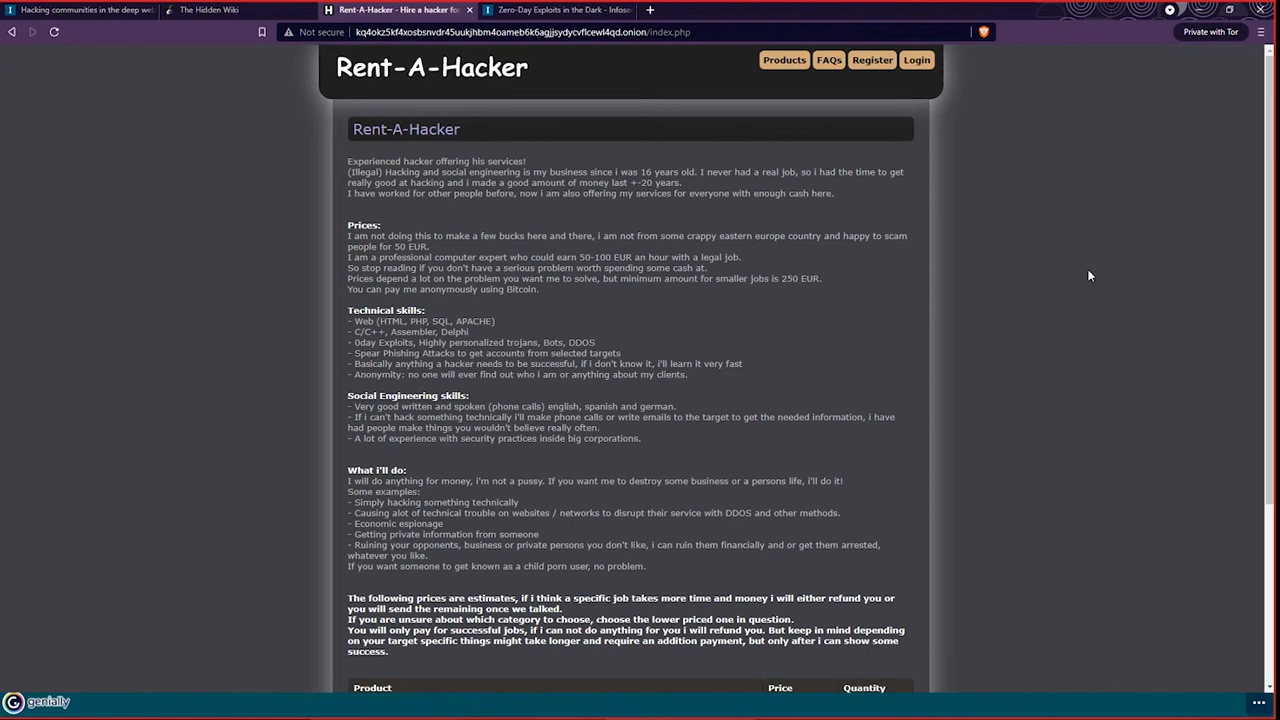 Hacking communities in the deep web
The Hidden Wiki
Rent-A-Hacker - Hire a hacker for
Zero-Day Exploits in the Dark - Infosec
Not secure kq4okz5kf4xosbsnvdr45uukjhbm4oameb6k6agjjsydycvflcewl4qd.onion/index.php
Private with Tor
Rent-A-Hacker
Products FAQs Register Login
Rent-A-Hacker
Experienced hacker offering his services!
(Illegal) Hacking and social engineering is my business since i was 16 years old. I never had a real job, so i had the time to get
really good at hacking and i made a good amount of money last +-20 years.
I have worked for other people before, now i am also offering my services for everyone with enough cash here.
Prices:
I am not doing this to make a few bucks here and there, i am not from some crappy eastern europe country and happy to scam
people for 50 EUR.
I am a professional computer expert who could earn 50-100 EUR an hour with a legal job.
So stop reading if you don't have a serious problem worth spending some cash at.
Prices depend a lot on the problem you want me to solve, but minimum amount for smaller jobs is 250 EUR.
You can pay me anonymously using Bitcoin.
Technical skills:
- Web (HTML, PHP, SQL, APACHE)
- C/C++, Assembler, Delphi
- 0day Exploits, Highly personalized trojans, Bots, DDOS
- Spear Phishing Attacks to get accounts from selected targets
- Basically anything a hacker needs to be successful, if i don't know it, i'll learn it very fast
- Anonymity: no one will ever find out who i am or anything about my clients.
Social Engineering skills:
- Very good written and spoken (phone calls) english, spanish and german.
- If i can't hack something technically i'll make phone calls or write emails to the target to get the needed information, i have
had people make things you wouldn't believe really often.
- A lot of experience with security practices inside big corporations.
What i'll do:
I will do anything for money, i'm not a pussy. If you want me to destroy some business or a persons life, i'll do it!
Some examples:
- Simply hacking something technically
- Causing alot of technical trouble on websites / networks to disrupt their service with DDOS and other methods.
- Economic espionage
- Getting private information from someone
- Ruining your opponents, business or private persons you don't like, i can ruin them financially and or get them arrested,
whatever you like.
If you want someone to get known as a child porn user, no problem.
The following prices are estimates, if i think a specific job takes more time and money i will either refund you or
you will send the remaining once we talked.
If you are unsure about which category to choose, choose the lower priced one in question.
You will only pay for successful jobs, if i can not do anything for you i will refund you. But keep in mind depending
on your target specific things might take longer and require an addition payment, but only after i can show some
success.
Product Price Quantity
genially